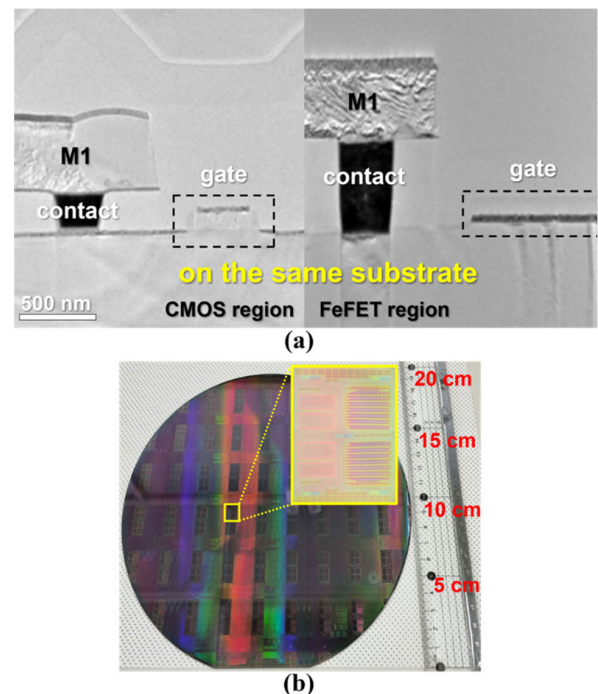 M1
contact
gate
500 nm
CMOS region
M1
contact
gate
FeFET region
on the same substrate
(a)
20 cm
15 cm
10 cm
5 cm
(b)